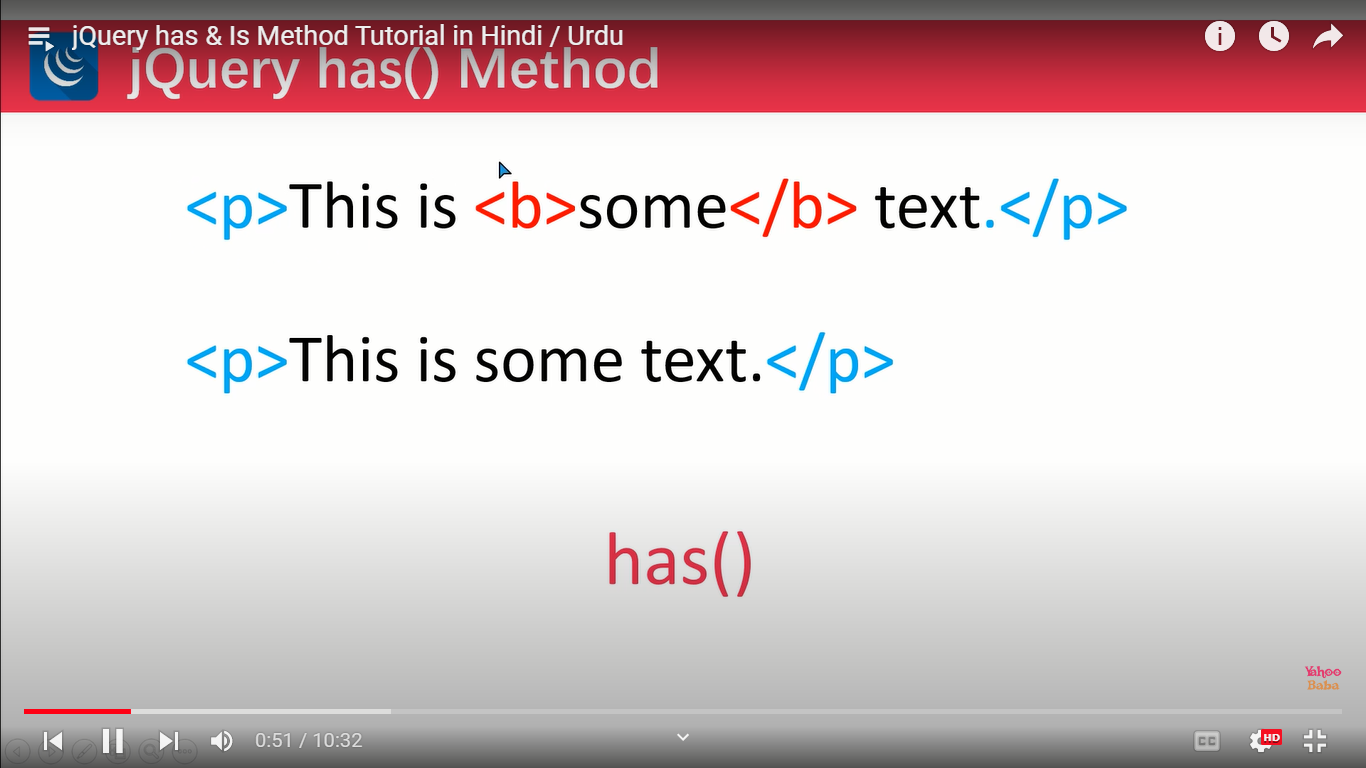 jQuery has & Is Method Tutorial in Hindi / Urdu
jQuery has() Method
<p>This is <b>some</b> text.</p>
<p>This is some text.</p>
has()
Yahoo
Baba
0:51 / 10:32
CC
HD